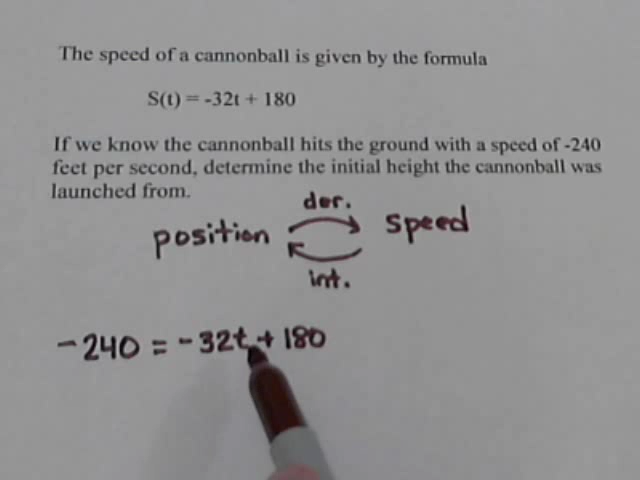 The speed of a cannonball is given by the formula
S(t) = -32t + 180
If we know the cannonball hits the ground with a speed of -240
feet per second, determine the initial height the cannonball was
launched from.
der.
position speed
int.
-240 = -32t + 180